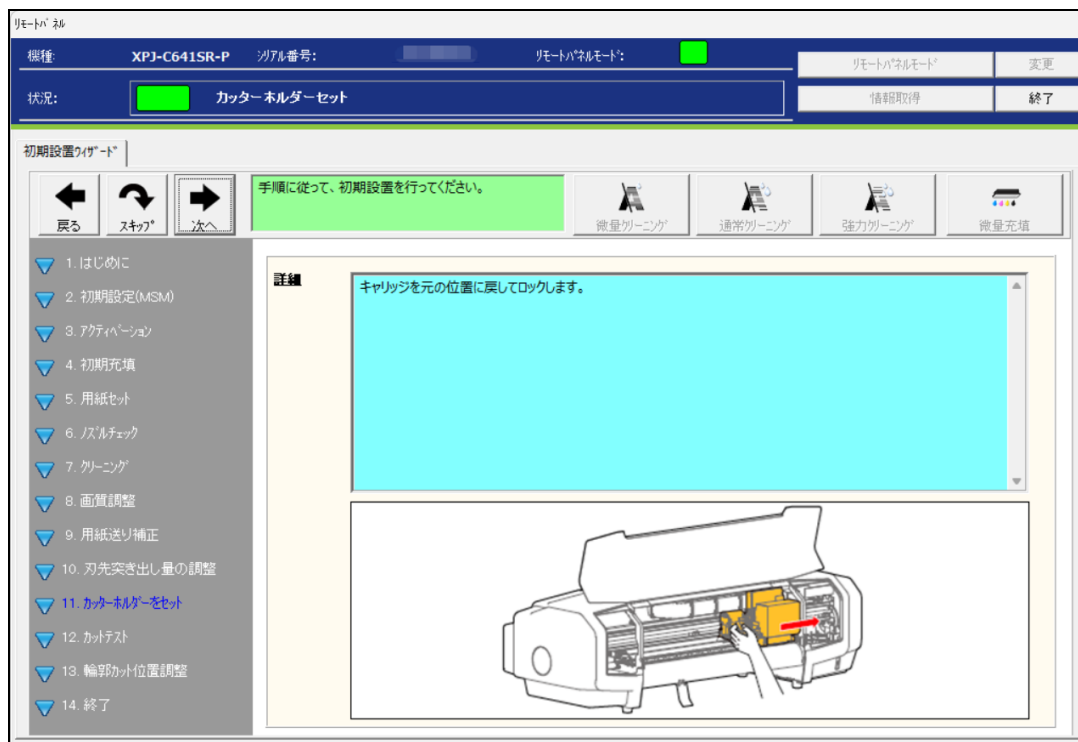 リモートパネル
機種: XPJ-C641SR-P シリアル番号: リモートパネルモード:
リモートパネルモード 変更
状況: カッターホルダーセット
情報取得 終了
初期設置ウィザード
戻る スキップ 次へ
手順に従って、初期設置を行ってください。
微量クリーニング 通常クリーニング 強力クリーニング 微量充填
1. はじめに
2. 初期設定(MSM)
3. アクティベーション
4. 初期充填
5. 用紙セット
6. ノズルチェック
7. クリーニング
8. 画質調整
9. 用紙送り補正
10. 刃先突き出し量の調整
11. カッターホルダーをセット
12. カットテスト
13. 輪郭カット位置調整
14. 終了
詳細
キャリッジを元の位置に戻してロックします。